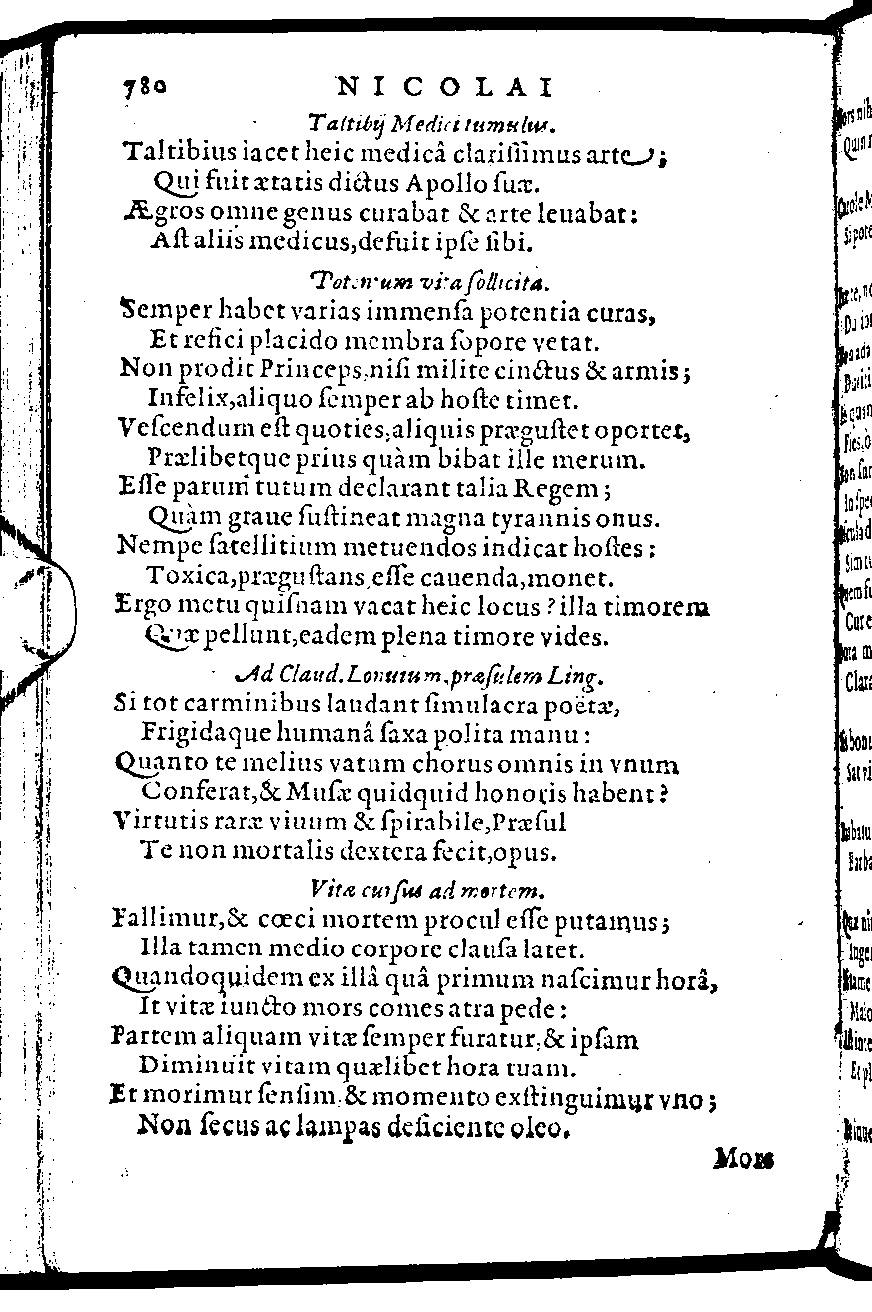 780 NICOLAI
Taltibij Medici tumulus.
Taltibius iacet heic medicâ clariſſimus arte;
Qui fuit ætatis dictus Apollo ſuæ.
Ægros omne genus curabat & arte leuabat:
Aſt aliis medicus, defuit ipſe ſibi.
Potentum vita ſollicita.
Semper habet varias immenſa potentia curas,
Et refici placido membra ſopore vetat.
Non prodit Princeps, niſi milite cinctus & armis;
Infelix, aliquo ſemper ab hoſte timet.
Veſcendum eſt quoties, aliquis præguſtet oportet,
Prælibetque prius quàm bibat ille merum.
Eſſe parum tutum declarant talia Regem;
Quàm graue ſuſtineat magna tyrannis onus.
Nempe ſatellitium metuendos indicat hoſtes:
Toxica, præguſtans eſſe cauenda, monet.
Ergo metu quiſnam vacat heic locus? illa timorem
Quæ pellunt, eadem plena timore vides.
Ad Claud. Lonutum, præſulem Ling.
Si tot carminibus laudant ſimulacra poëtæ,
Frigidaque humanâ ſaxa polita manu:
Quanto te melius vatum chorus omnis in vnum
Conferat, & Muſæ quidquid honoris habent?
Virtutis raræ viuum & ſpirabile, Præſul
Te non mortalis dextera fecit, opus.
Vitæ curſus ad mortem.
Fallimur, & cœci mortem procul eſſe putamus;
Illa tamen medio corpore clauſa latet.
Quandoquidem ex illâ quâ primum naſcimur horâ,
It vitæ iuncto mors comes atra pede:
Partem aliquam vitæ ſemper furatur, & ipſam
Diminuit vitam quælibet hora tuam.
Et morimur ſenſim, & momento exſtinguimur vno;
Non ſecus ac lampas deficiente oleo.
Mors